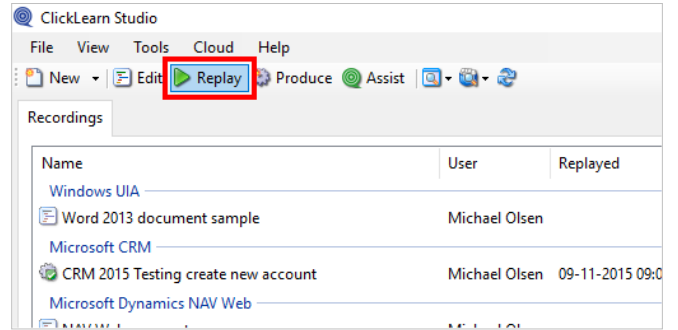 ClickLearn Studio
File View Tools Cloud Help
New Edit Replay Produce Assist
Recordings
Name User Replayed
Windows UIA
Word 2013 document sample Michael Olsen
Microsoft CRM
CRM 2015 Testing create new account Michael Olsen 09-11-2015 09:0
Microsoft Dynamics NAV Web